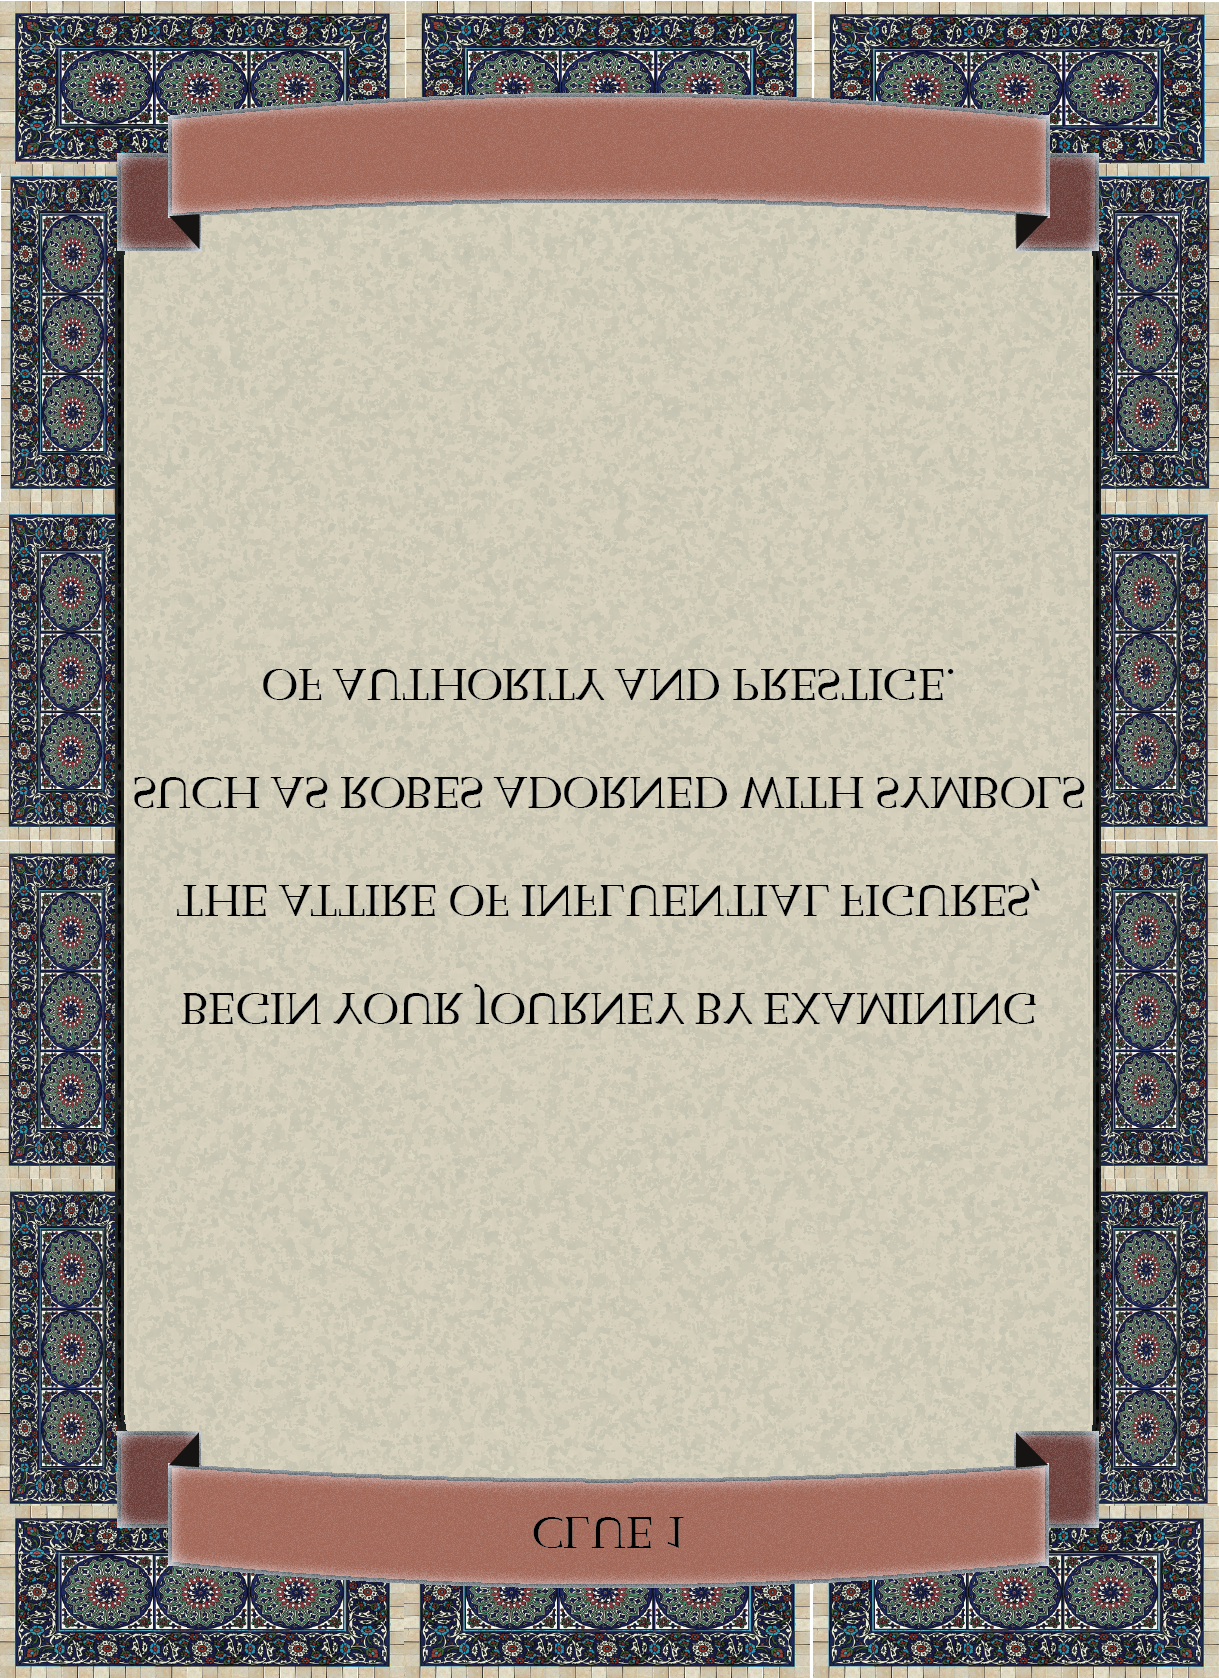 CLUE 1
BEGIN YOUR JOURNEY BY EXAMINING
THE ATTIRE OF INFLUENTIAL FIGURES,
SUCH AS ROBES ADORNED WITH SYMBOLS
OF AUTHORITY AND PRESTIGE.